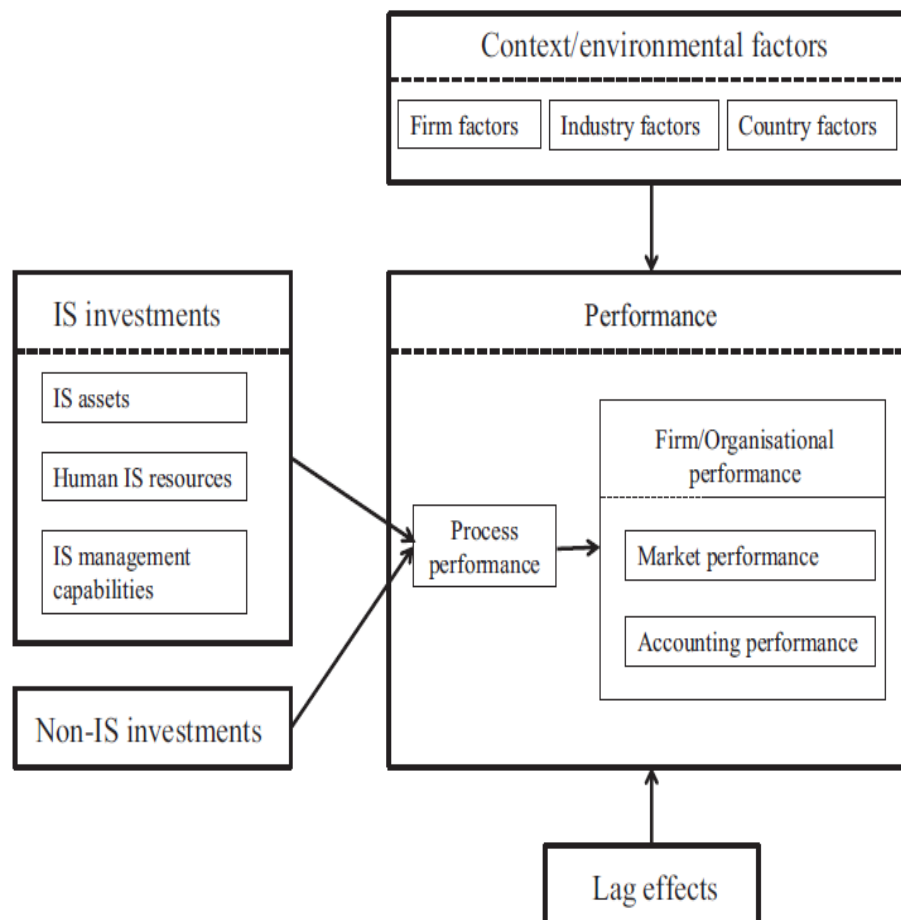 Context/environmental factors
Firm factors
Industry factors
Country factors
IS investments
IS assets
Human IS resources
IS management
capabilities
Non-IS investments
Performance
Process
performance
Firm/Organisational
performance
Market performance
Accounting performance
Lag effects